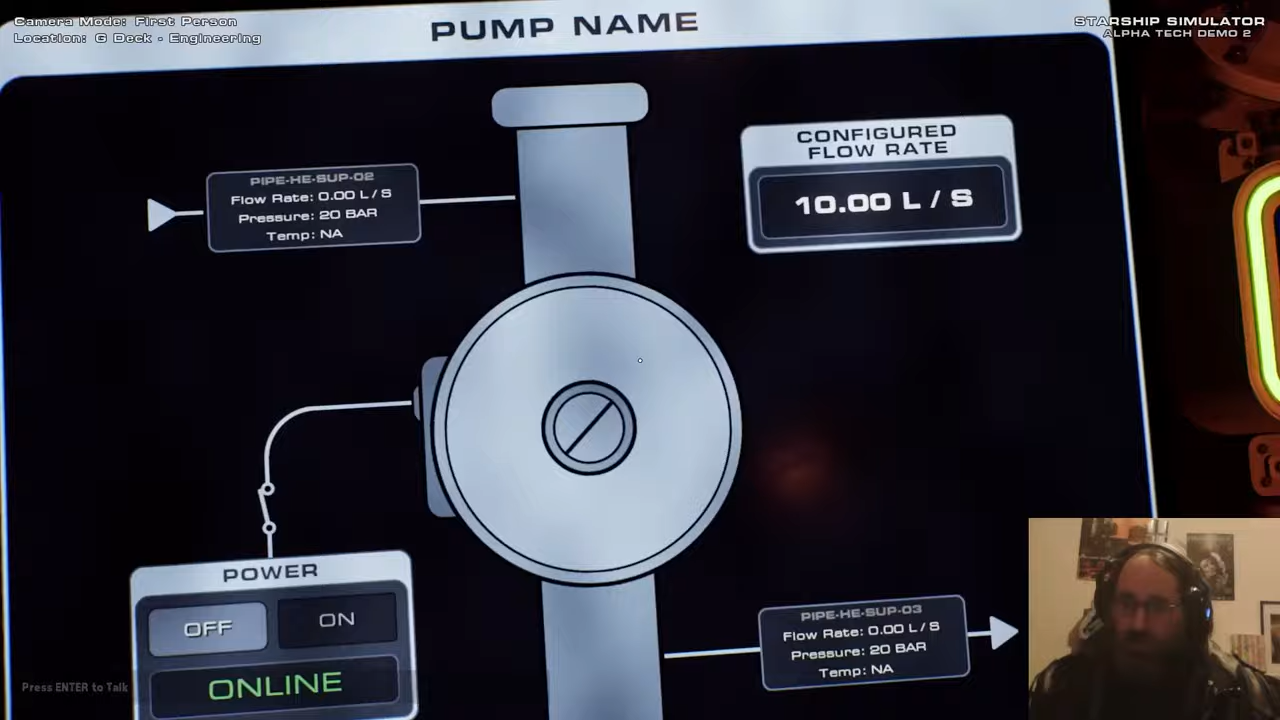 Camera Mode: First Person
Location: G Deck - Engineering
STARSHIP SIMULATOR
ALPHA TECH DEMO 2
PUMP NAME
CONFIGURED
FLOW RATE
10.00 L / S
PIPE-HE-SUP-02
Flow Rate: 0.00 L / S
Pressure: 20 BAR
Temp: NA
POWER
OFF
ON
ONLINE
PIPE-HE-SUP-03
Flow Rate: 0.00 L / S
Pressure: 20 BAR
Temp: NA
Press ENTER to Talk